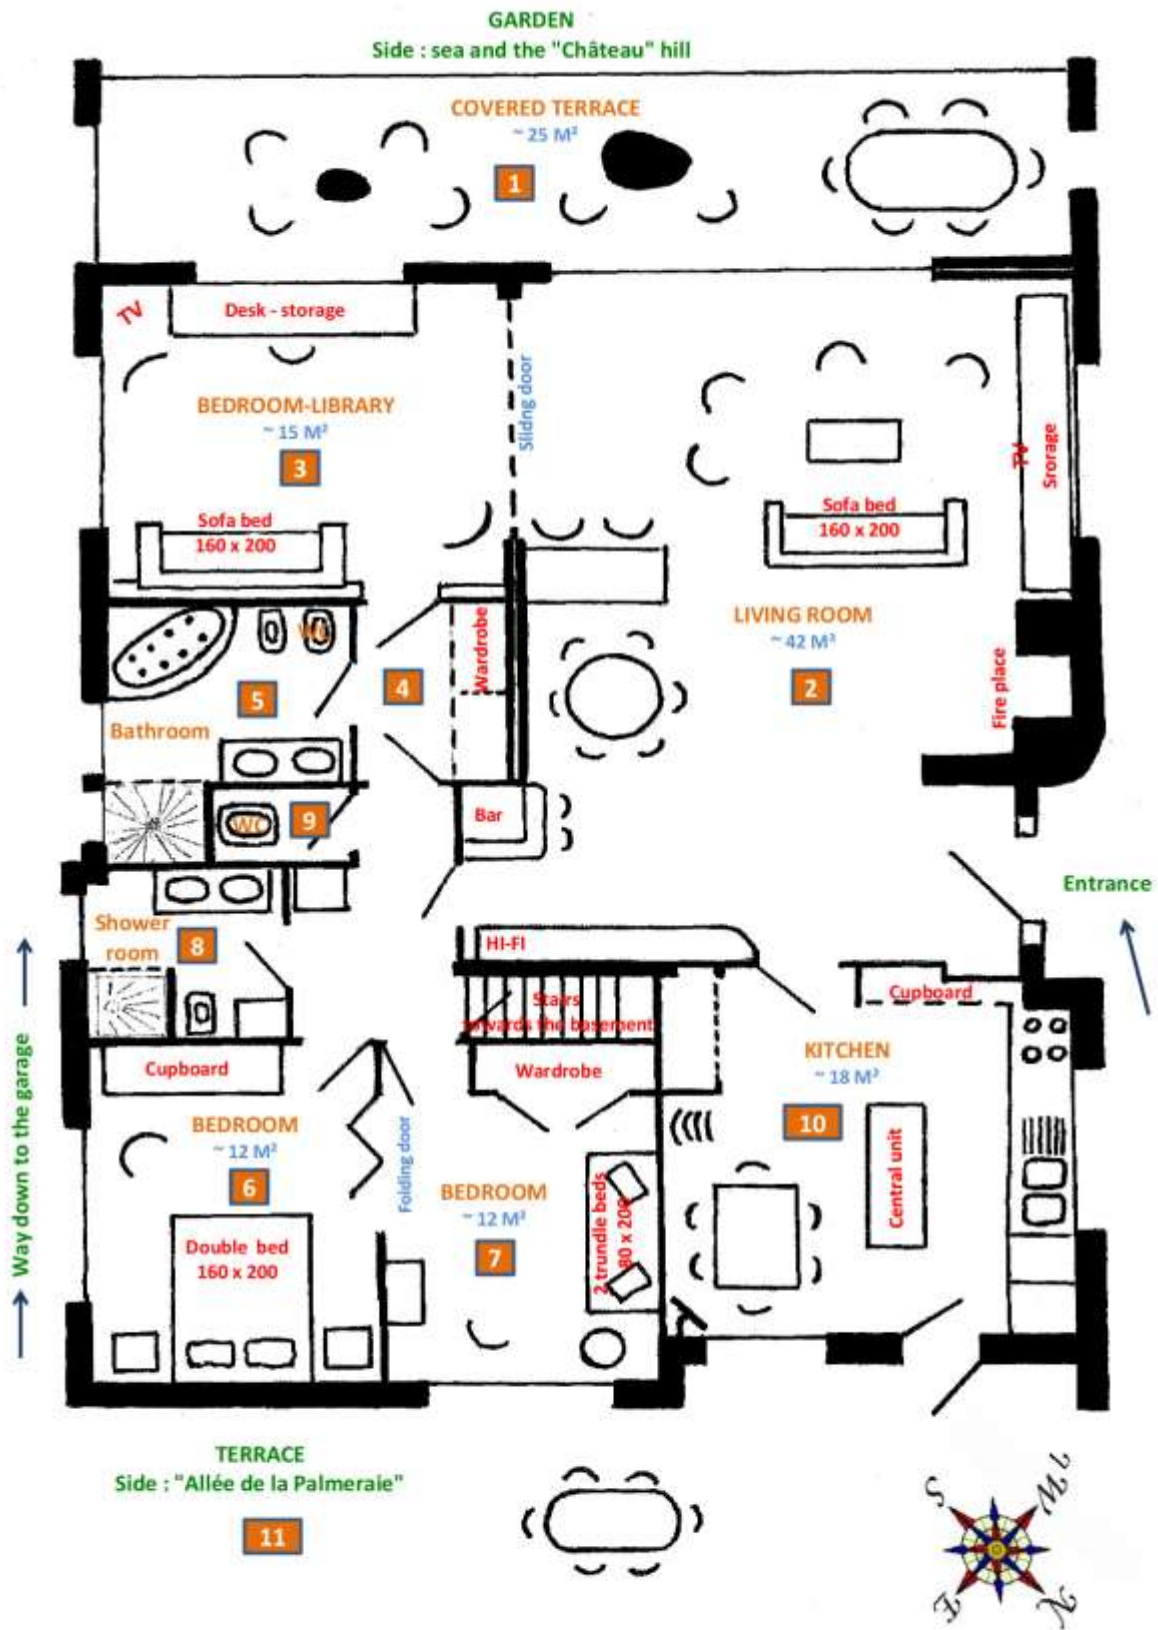 GARDEN
Side : sea and the "Château" hill
COVERED TERRACE
~ 25 M²
1
TV
Desk - storage
BEDROOM-LIBRARY
~ 15 M²
3
Slidng door
TV
Srorage
Sofa bed
160 x 200
Sofa bed
160 x 200
LIVING ROOM
~ 42 M²
2
Fire place
WC
5
4
Wardrobe
Bathroom
WC
9
Bar
Entrance
Shower
room
8
HI-FI
Stairs
towards the basement
Cupboard
Way down to the garage
Cupboard
Wardrobe
KITCHEN
~ 18 M²
10
BEDROOM
~ 12 M²
6
Folding door
BEDROOM
~ 12 M²
7
2 trundle beds
80 x 200
Central unit
Double bed
160 x 200
TERRACE
Side : "Allée de la Palmeraie"
11
S
W
E
N